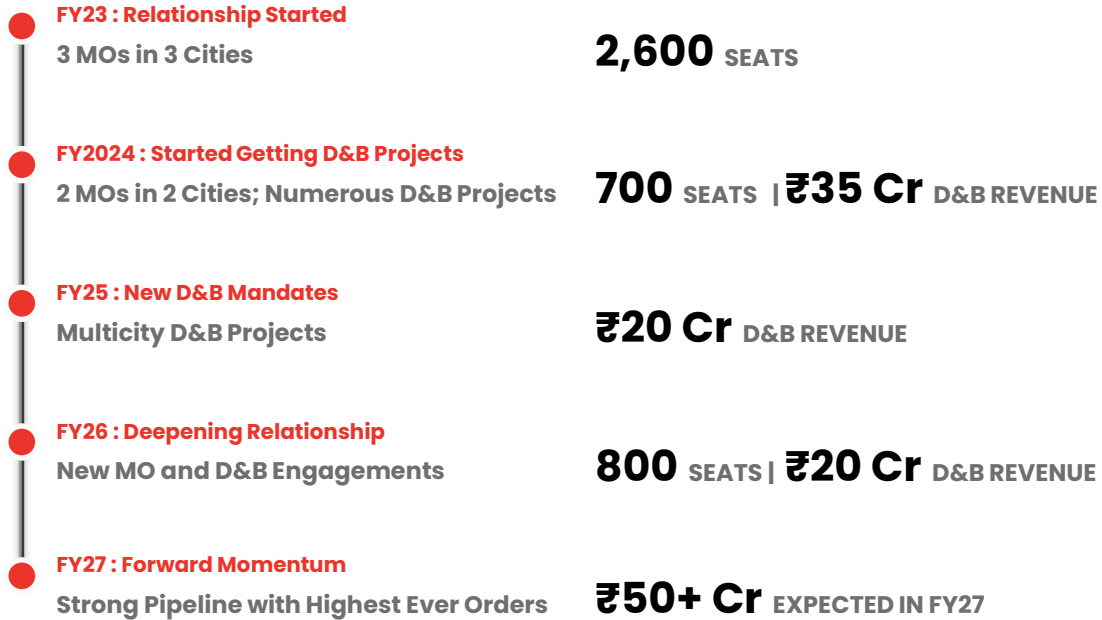 FY23 : Relationship Started
3 MOs in 3 Cities
2,600 SEATS
FY2024 : Started Getting D&B Projects
2 MOs in 2 Cities; Numerous D&B Projects
700 SEATS | ₹35 Cr D&B REVENUE
FY25 : New D&B Mandates
Multicity D&B Projects
₹20 Cr D&B REVENUE
FY26 : Deepening Relationship
New MO and D&B Engagements
800 SEATS | ₹20 Cr D&B REVENUE
FY27 : Forward Momentum
Strong Pipeline with Highest Ever Orders
₹50+ Cr EXPECTED IN FY27